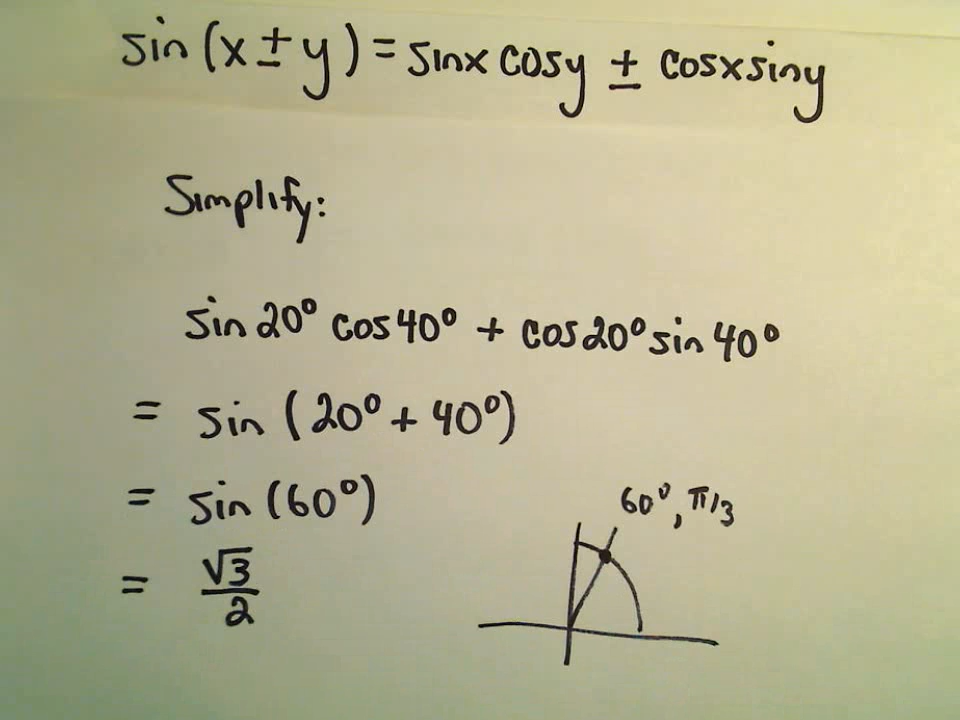 sin(x ± y) = sinx cosy ± cosx siny
Simplify:
sin 20° cos 40° + cos 20° sin 40°
= sin (20° + 40°)
= sin (60°)
60°, π/3
= √3/2